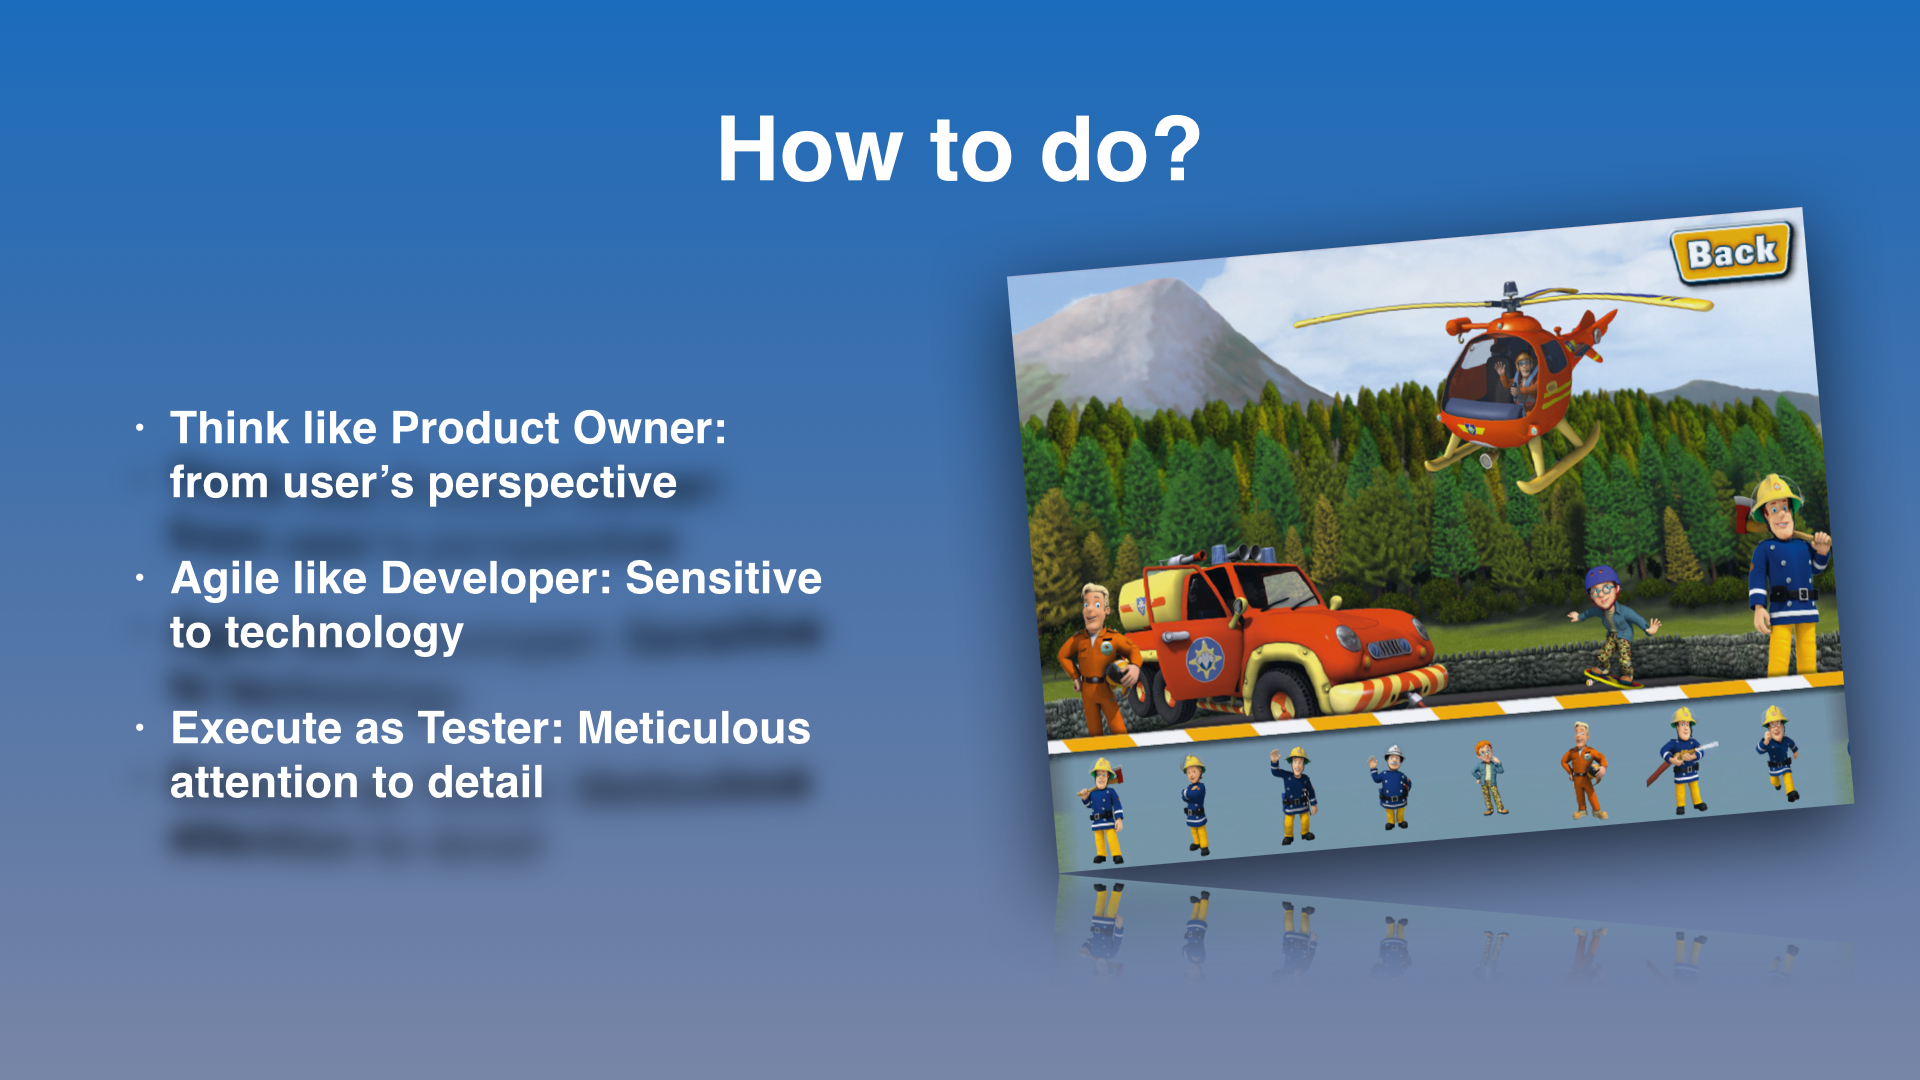 How to do?
Back
• Think like Product Owner:
from user’s perspective
• Agile like Developer: Sensitive
to technology
• Execute as Tester: Meticulous
attention to detail